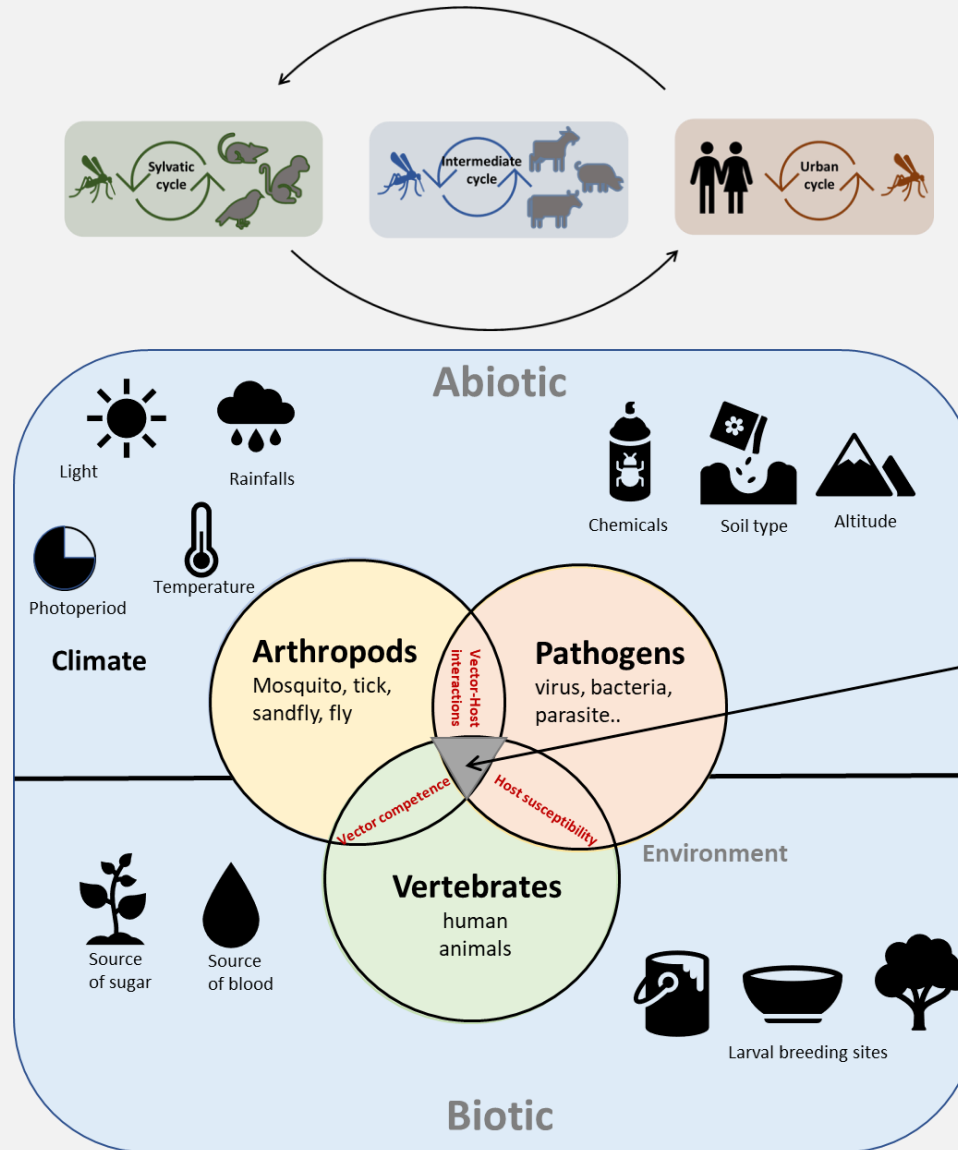 Sylvatic
cycle
Intermediate
cycle
Urban
cycle
Abiotic
Light
Rainfalls
Chemicals
Soil type
Altitude
Photoperiod
Temperature
Climate
Arthropods
Mosquito, tick,
sandfly, fly
Vector-Host
interactions
Pathogens
virus, bacteria,
parasite..
Vector competence
Host susceptibility
Environment
Vertebrates
human
animals
Source
of sugar
Source
of blood
Larval breeding sites
Biotic